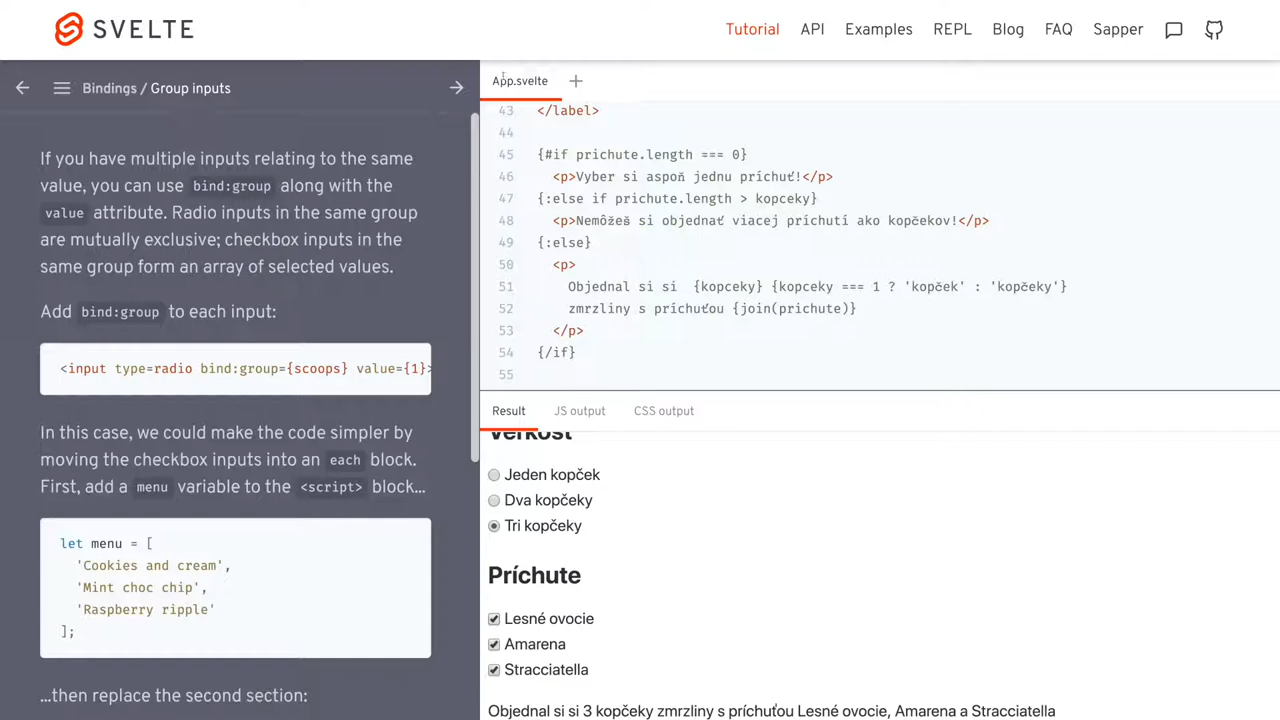 SVELTE
Tutorial API Examples REPL Blog FAQ Sapper
Bindings / Group inputs
If you have multiple inputs relating to the same
value, you can use bind:group along with the
value attribute. Radio inputs in the same group
are mutually exclusive; checkbox inputs in the
same group form an array of selected values.
Add bind:group to each input:
<input type=radio bind:group={scoops} value={1}>
In this case, we could make the code simpler by
moving the checkbox inputs into an each block.
First, add a menu variable to the <script> block...
let menu = [
'Cookies and cream',
'Mint choc chip',
'Raspberry ripple'
];
...then replace the second section:
App.svelte +
43 </label>
44
45 {#if prichute.length === 0}
46 <p>Vyber si aspoň jednu príchuť!</p>
47 {:else if prichute.length > kopceky}
48 <p>Nemôžeš si objednať viacej príchutí ako kopčekov!</p>
49 {:else}
50 <p>
51 Objednal si si {kopceky} {kopceky === 1 ? 'kopček' : 'kopčeky'}
52 zmrzliny s príchuťou {join(prichute)}
53 </p>
54 {/if}
55
Result JS output CSS output
Veľkosť
Jeden kopček
Dva kopčeky
Tri kopčeky
Príchute
Lesné ovocie
Amarena
Stracciatella
Objednal si si 3 kopčeky zmrzliny s príchuťou Lesné ovocie, Amarena a Stracciatella